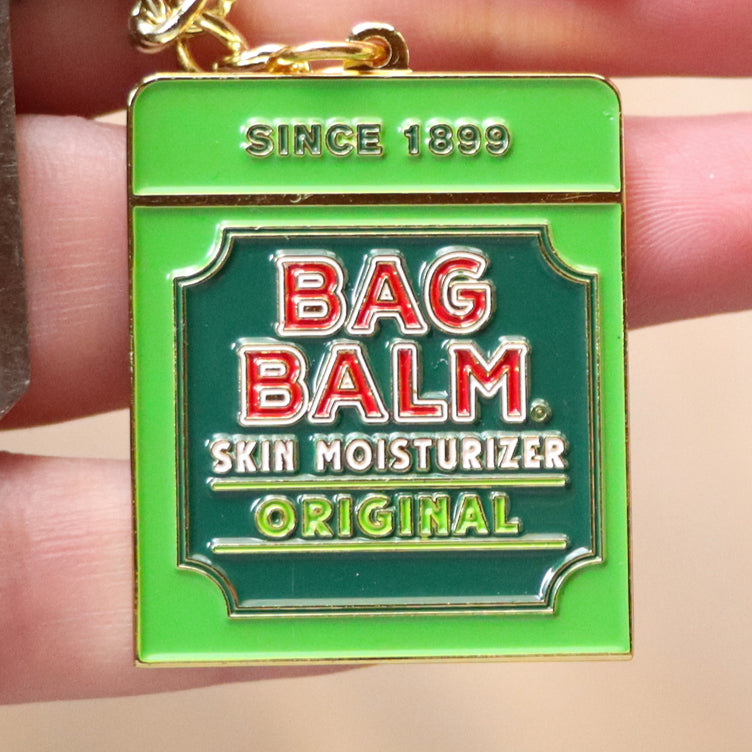 SINCE 1899
BAG
BALM®
SKIN MOISTURIZER
ORIGINAL